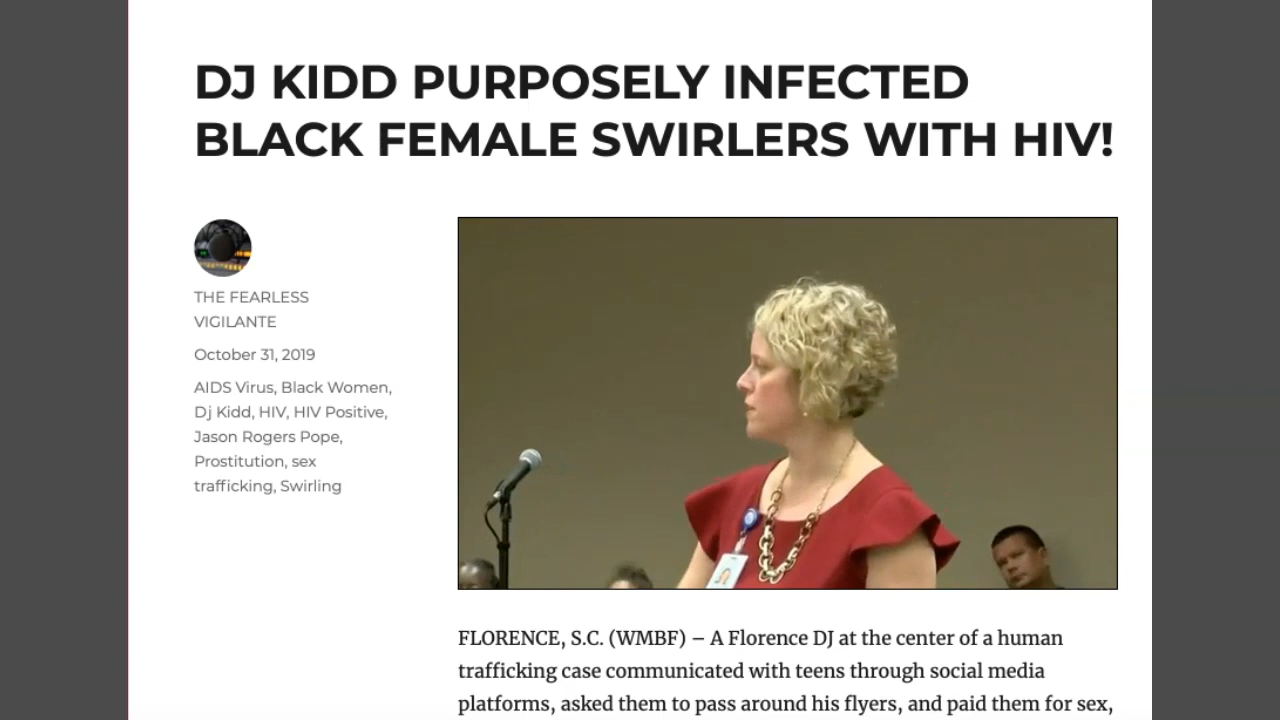 DJ KIDD PURPOSELY INFECTED
BLACK FEMALE SWIRLERS WITH HIV!
THE FEARLESS
VIGILANTE
October 31, 2019
AIDS Virus, Black Women,
Dj Kidd, HIV, HIV Positive,
Jason Rogers Pope,
Prostitution, sex
trafficking, Swirling
FLORENCE, S.C. (WMBF) – A Florence DJ at the center of a human
trafficking case communicated with teens through social media
platforms, asked them to pass around his flyers, and paid them for sex,